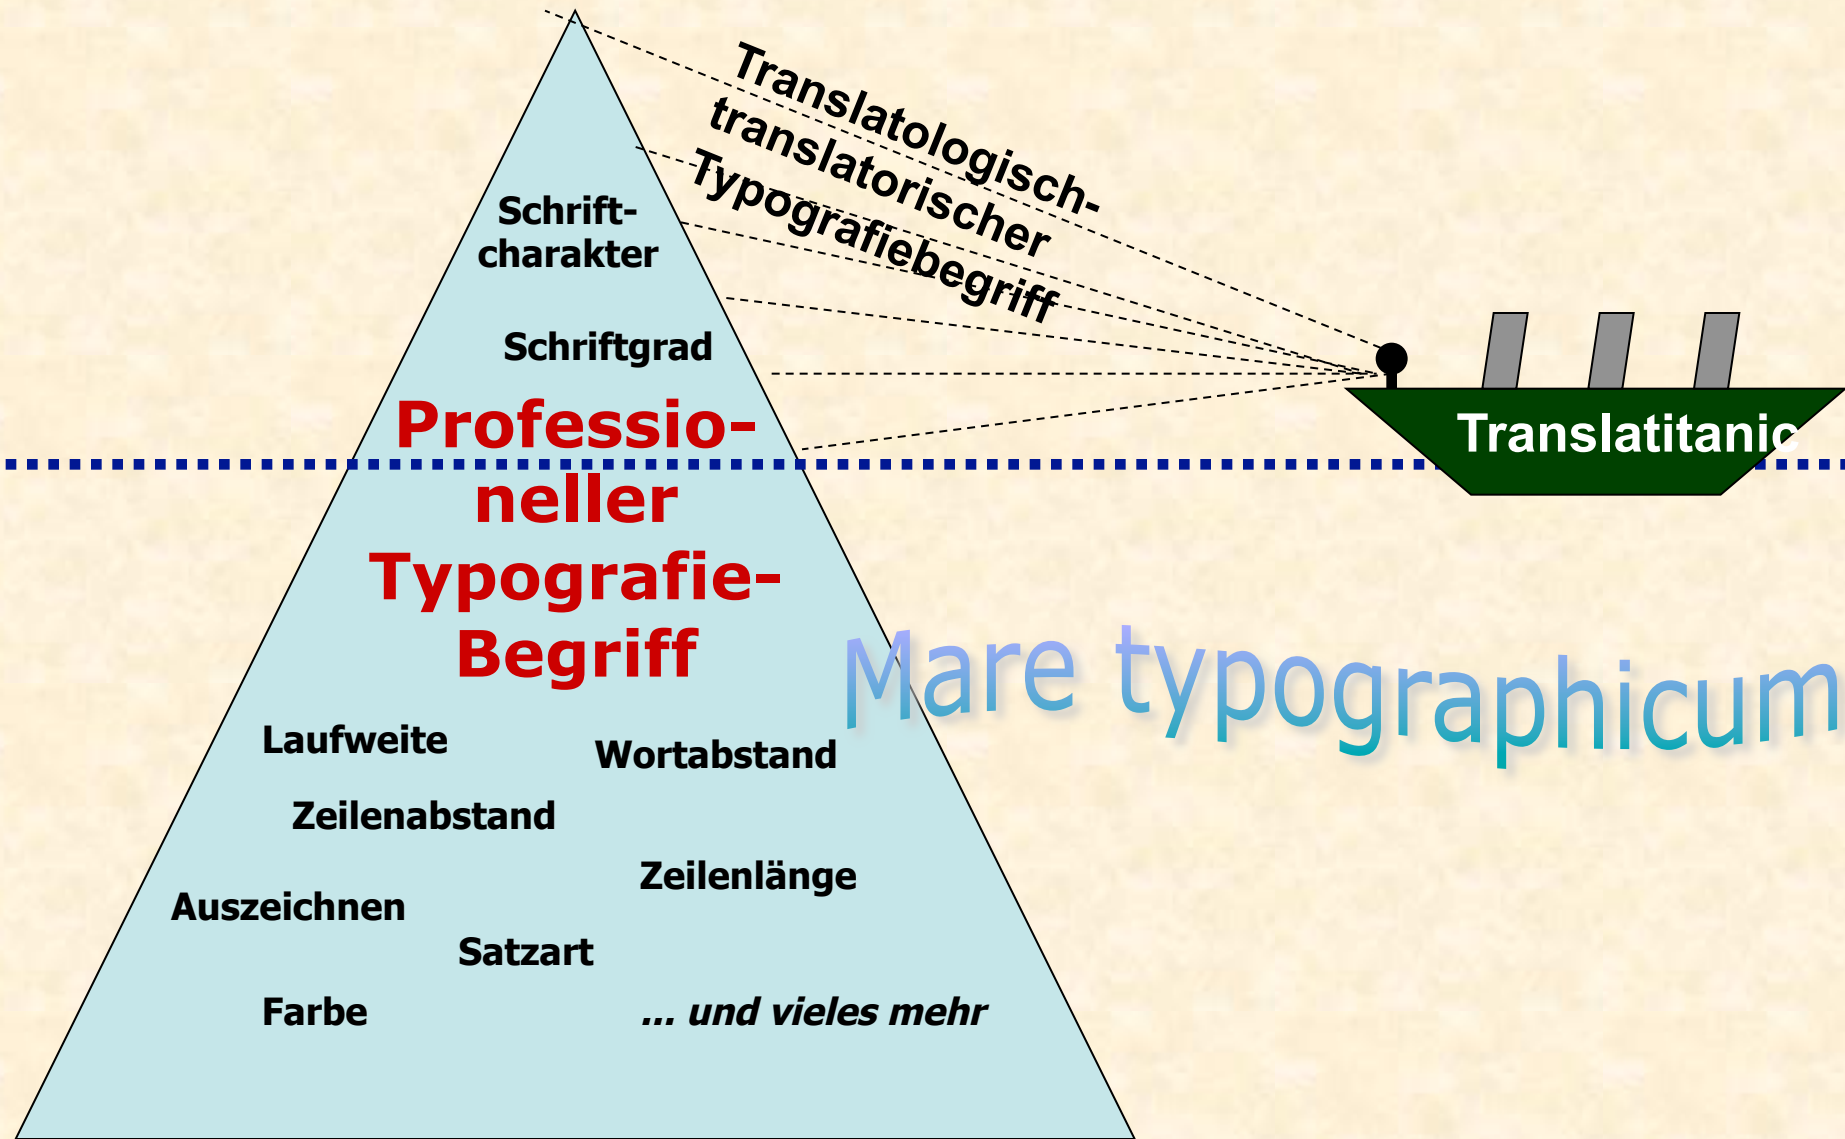 Translatologisch-
translatorischer
Typografiebegriff
Schrift-
charakter
Schriftgrad
Professio-
neller
Typografie-
Begriff
Translatitanic
Mare typographicum
Laufweite
Wortabstand
Zeilenabstand
Zeilenlänge
Auszeichnen
Satzart
Farbe
... und vieles mehr